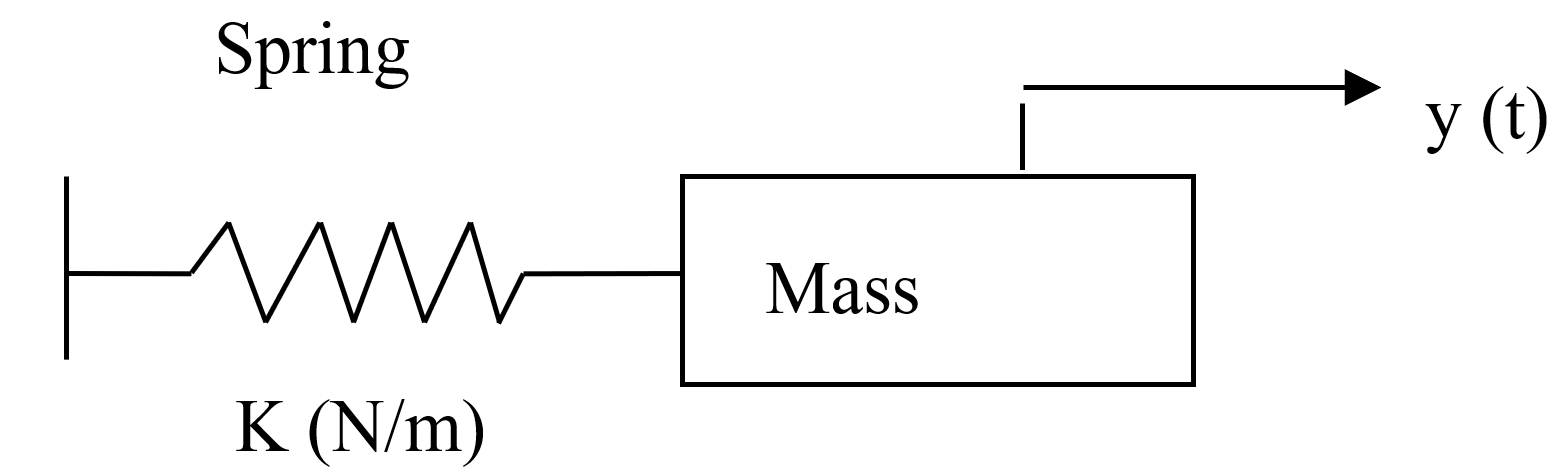 Spring
y (t)
Mass
K (N/m)